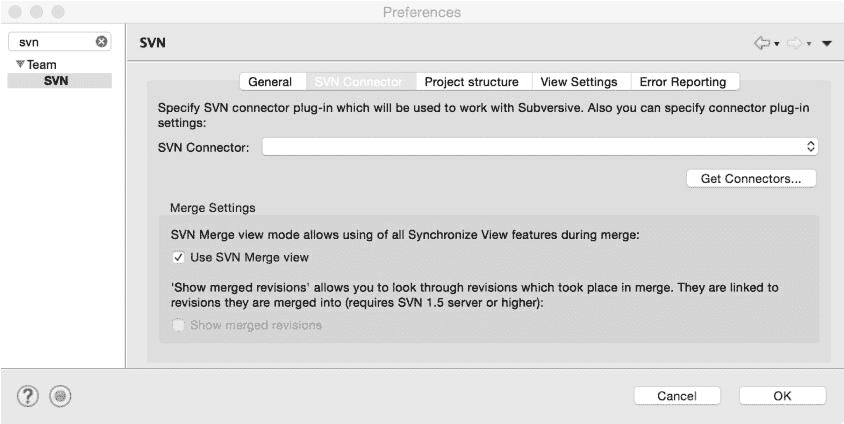 Preferences
svn
Team
SVN
SVN
General
SVN Connector
Project structure
View Settings
Error Reporting
Specify SVN connector plug-in which will be used to work with Subversive. Also you can specify connector plug-in
settings:
SVN Connector:
Get Connectors...
Merge Settings
SVN Merge view mode allows using of all Synchronize View features during merge:
Use SVN Merge view
'Show merged revisions' allows you to look through revisions which took place in merge. They are linked to
revisions they are merged into (requires SVN 1.5 server or higher):
Show merged revisions
?
Cancel
OK